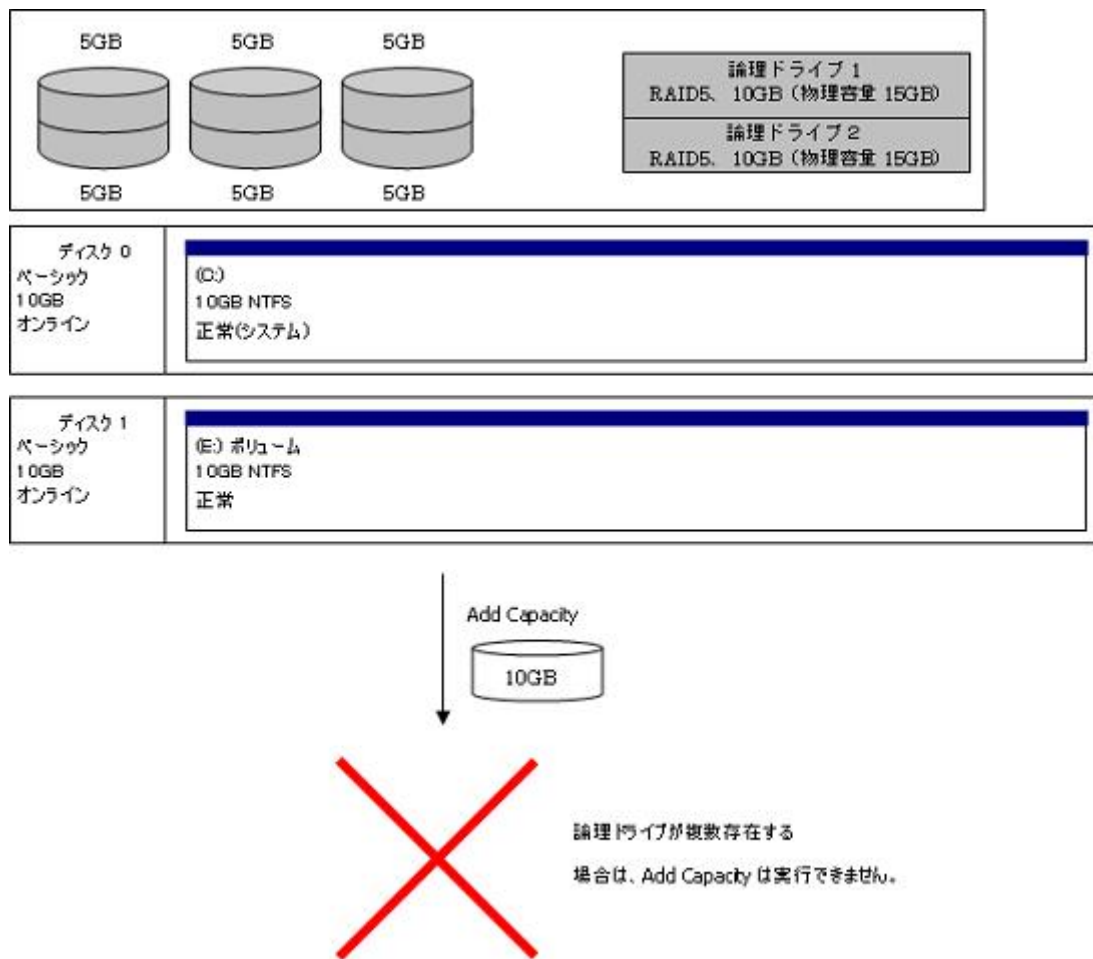 5GB 5GB 5GB
論理ドライブ 1
RAID5、 10GB (物理容量 15GB)
論理ドライブ 2
RAID5、 10GB (物理容量 15GB)
5GB 5GB 5GB
ディスク 0
ベーシック
10GB
オンライン
(C:)
10GB NTFS
正常(システム)
ディスク 1
ベーシック
10GB
オンライン
(E:) ボリューム
10GB NTFS
正常
Add Capacity
10GB
論理ドライブが複数存在する
場合は、Add Capacity は実行できません。